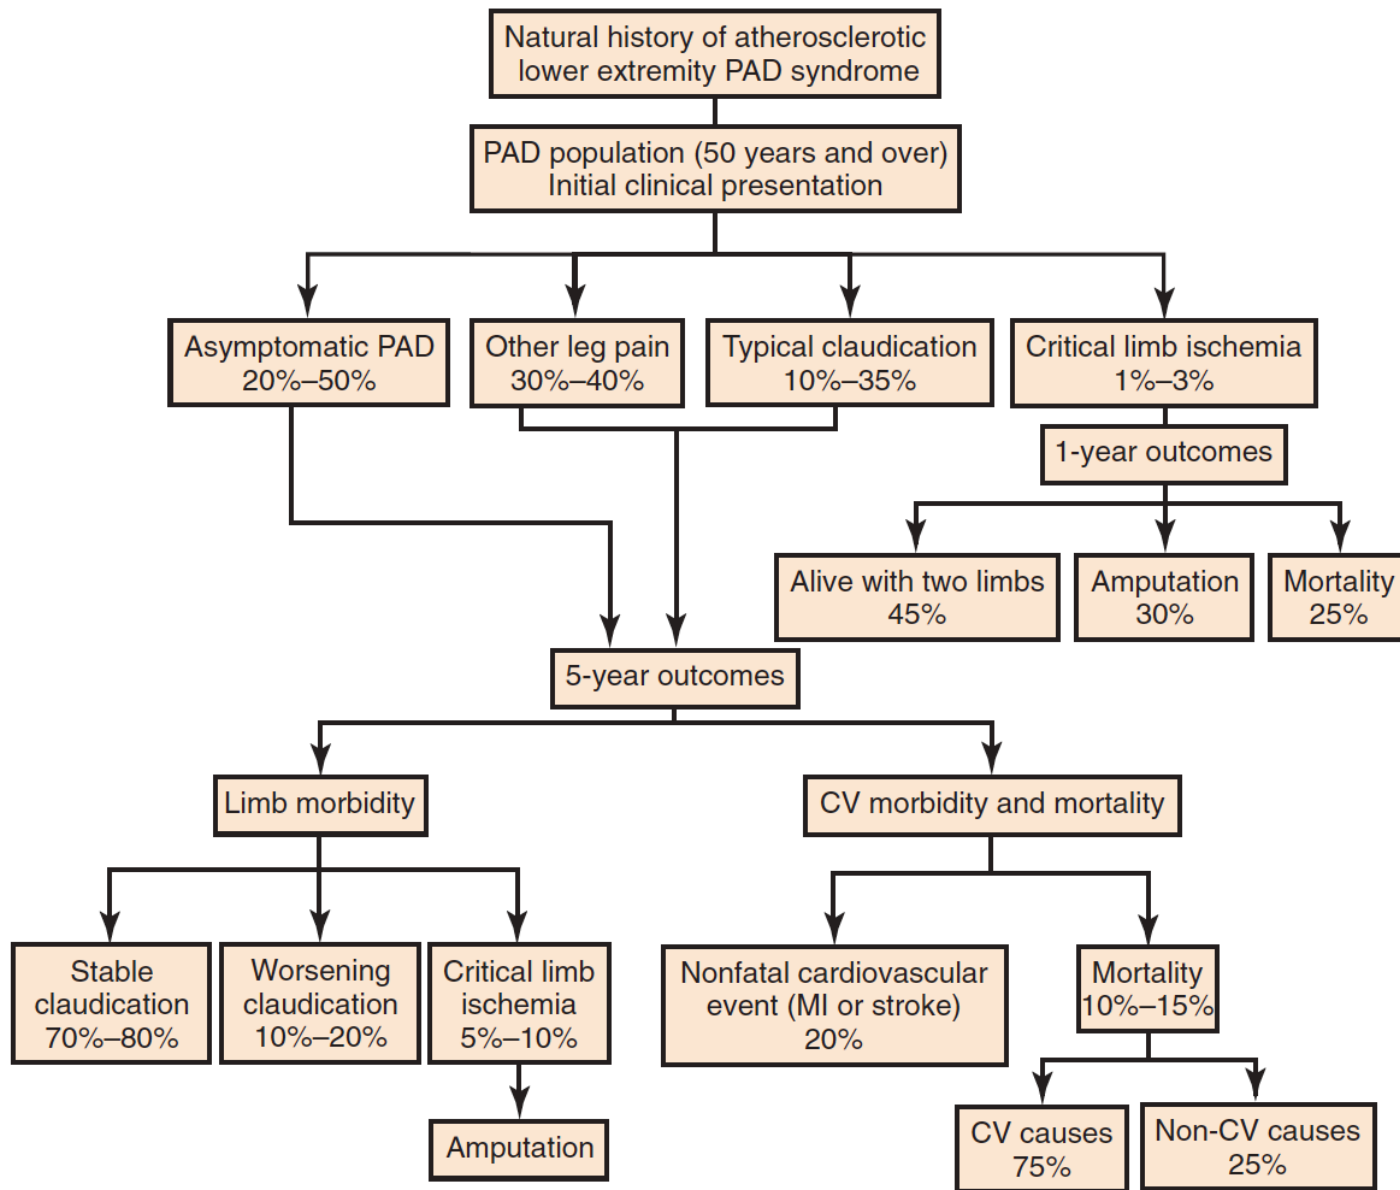 Natural history of atherosclerotic
lower extremity PAD syndrome
PAD population (50 years and over)
Initial clinical presentation
Asymptomatic PAD
20%–50%
Other leg pain
30%–40%
Typical claudication
10%–35%
Critical limb ischemia
1%–3%
1-year outcomes
Alive with two limbs
45%
Amputation
30%
Mortality
25%
5-year outcomes
Limb morbidity
CV morbidity and mortality
Stable
claudication
70%–80%
Worsening
claudication
10%–20%
Critical limb
ischemia
5%–10%
Amputation
Nonfatal cardiovascular
event (MI or stroke)
20%
Mortality
10%–15%
CV causes
75%
Non-CV causes
25%